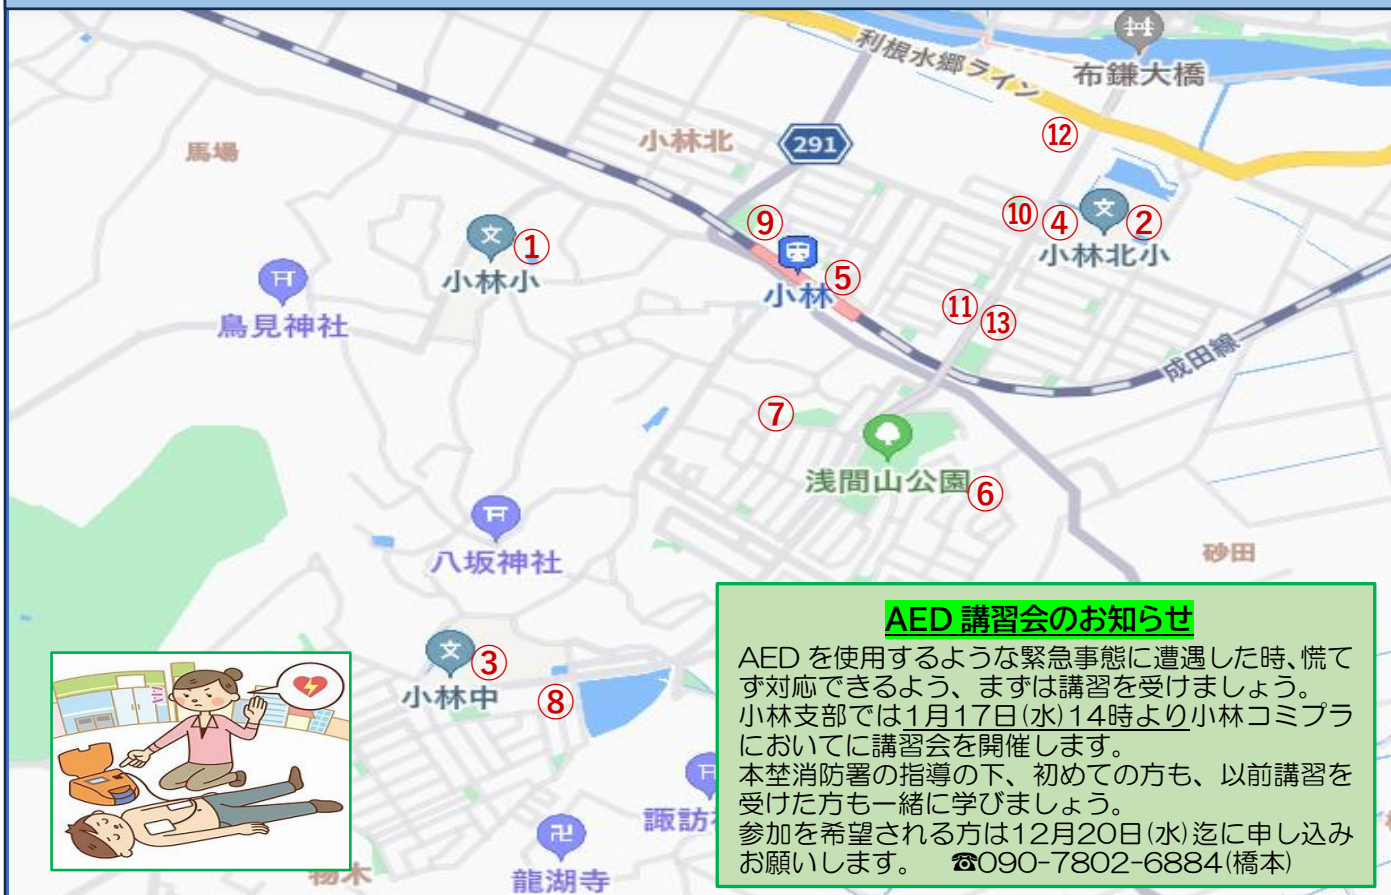 利根水郷ライン
布鎌大橋
⑫
小林北
291
馬場
⑩
④
②
小林北小
⑨
①
小林小
⑤
小林
鳥見神社
⑪
⑬
成田線
⑦
浅間山公園
⑥
八坂神社
砂田
③
小林中
⑧
諏訪
龍湖寺
物木
AED 講習会のお知らせ
AED を使用するような緊急事態に遭遇した時、慌て
ず対応できるよう、まずは講習を受けましょう。
小林支部では1月17日(水)14時より小林コミプラ
においてに講習会を開催します。
本埜消防署の指導の下、初めての方も、以前講習を
受けた方も一緒に学びましょう。
参加を希望される方は12月20日(水)迄に申し込み
お願いします。 ☎090-7802-6884(橋本)